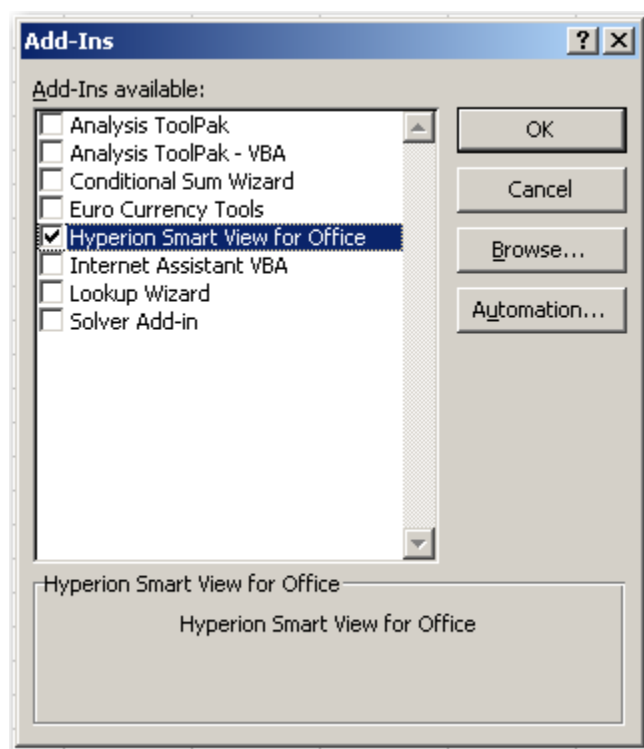 Add-Ins
Add-Ins available:
Analysis ToolPak
Analysis ToolPak - VBA
Conditional Sum Wizard
Euro Currency Tools
Hyperion Smart View for Office
Internet Assistant VBA
Lookup Wizard
Solver Add-in
OK
Cancel
Browse...
Automation...
Hyperion Smart View for Office
Hyperion Smart View for Office